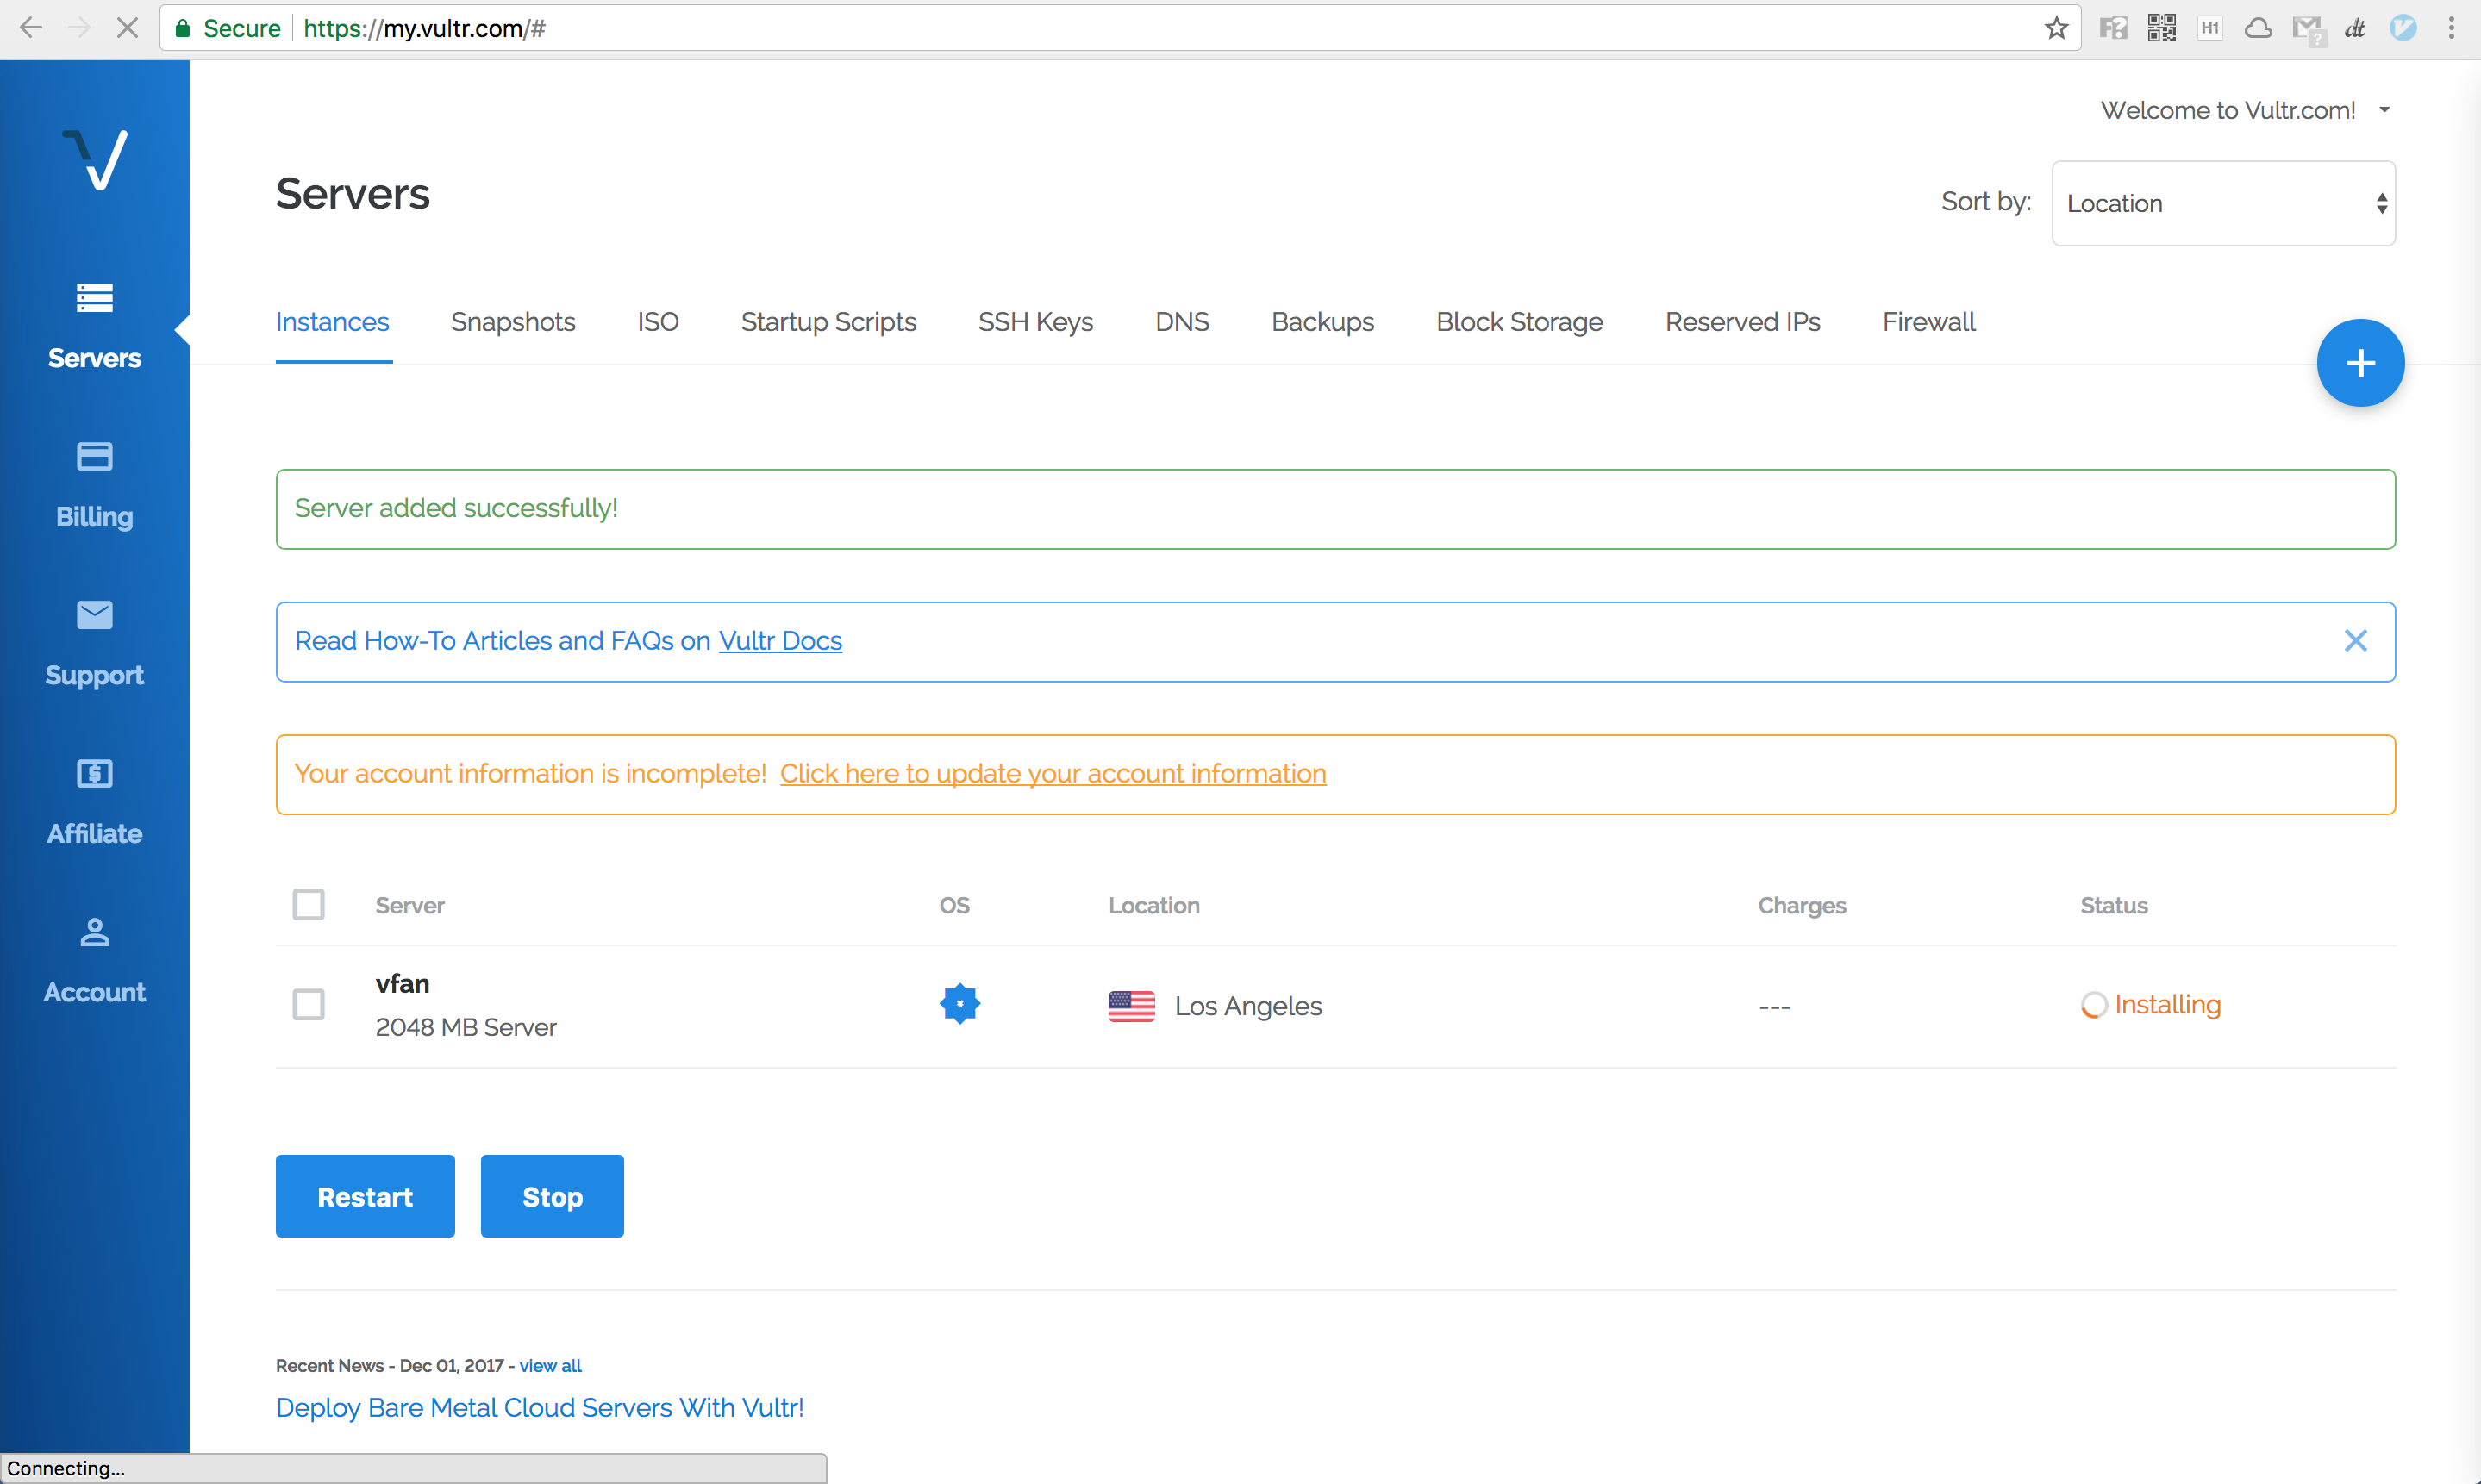 Secure https://my.vultr.com/#
Welcome to Vultr.com!
Servers
Sort by: Location
Instances Snapshots ISO Startup Scripts SSH Keys DNS Backups Block Storage Reserved IPs Firewall
Servers
Billing
Support
Affiliate
Account
Server added successfully!
Read How-To Articles and FAQs on Vultr Docs
Your account information is incomplete! Click here to update your account information
Server OS Location Charges Status
vfan
2048 MB Server
Los Angeles --- Installing
Restart Stop
Recent News - Dec 01, 2017 - view all
Deploy Bare Metal Cloud Servers With Vultr!
Connecting...
F?
H1
?
dt